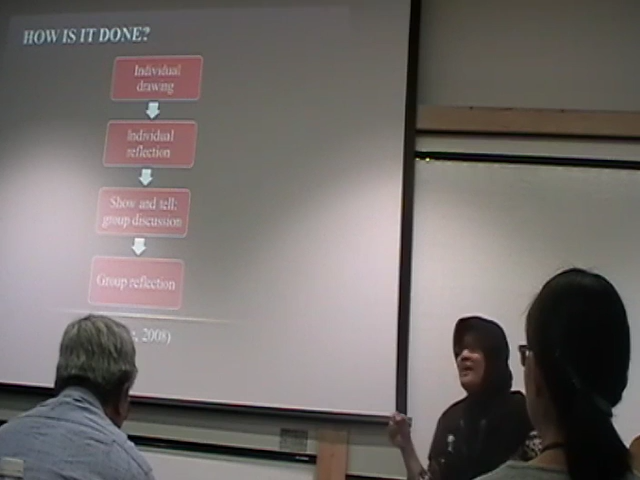 HOW IS IT DONE?
Individual
drawing
Individual
reflection
Show and tell:
group discussion
Group reflection
2008)